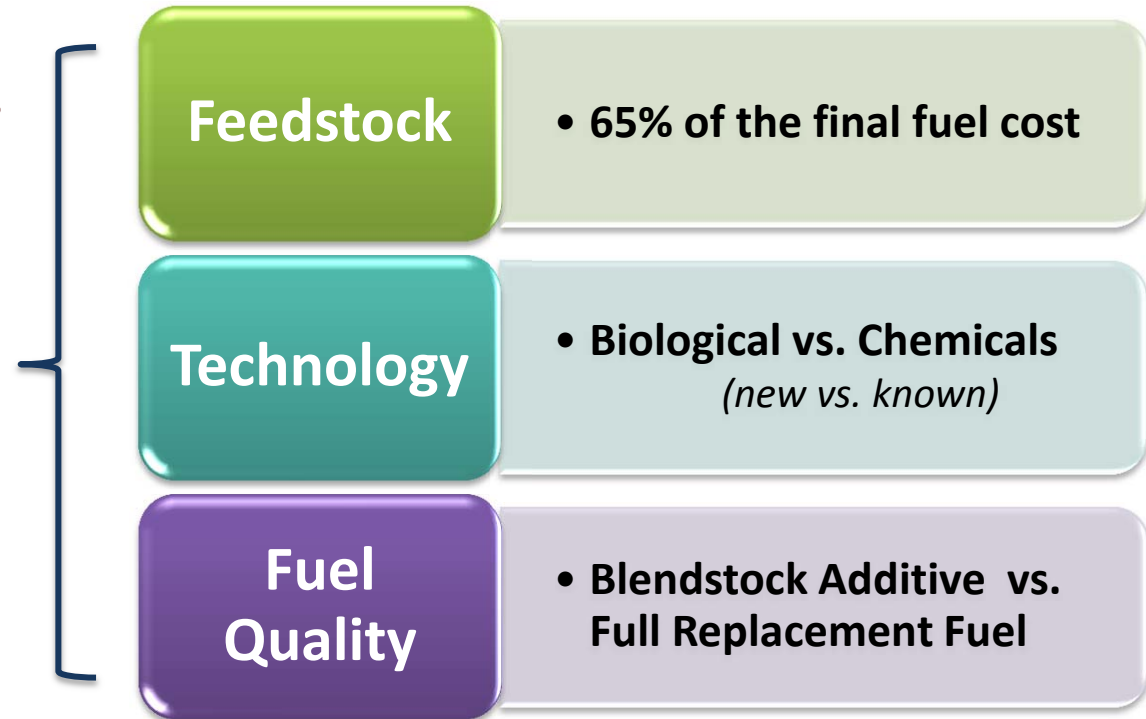 Feedstock
• 65% of the final fuel cost
Technology
• Biological vs. Chemicals
(new vs. known)
Fuel
Quality
• Blendstock Additive vs.
Full Replacement Fuel